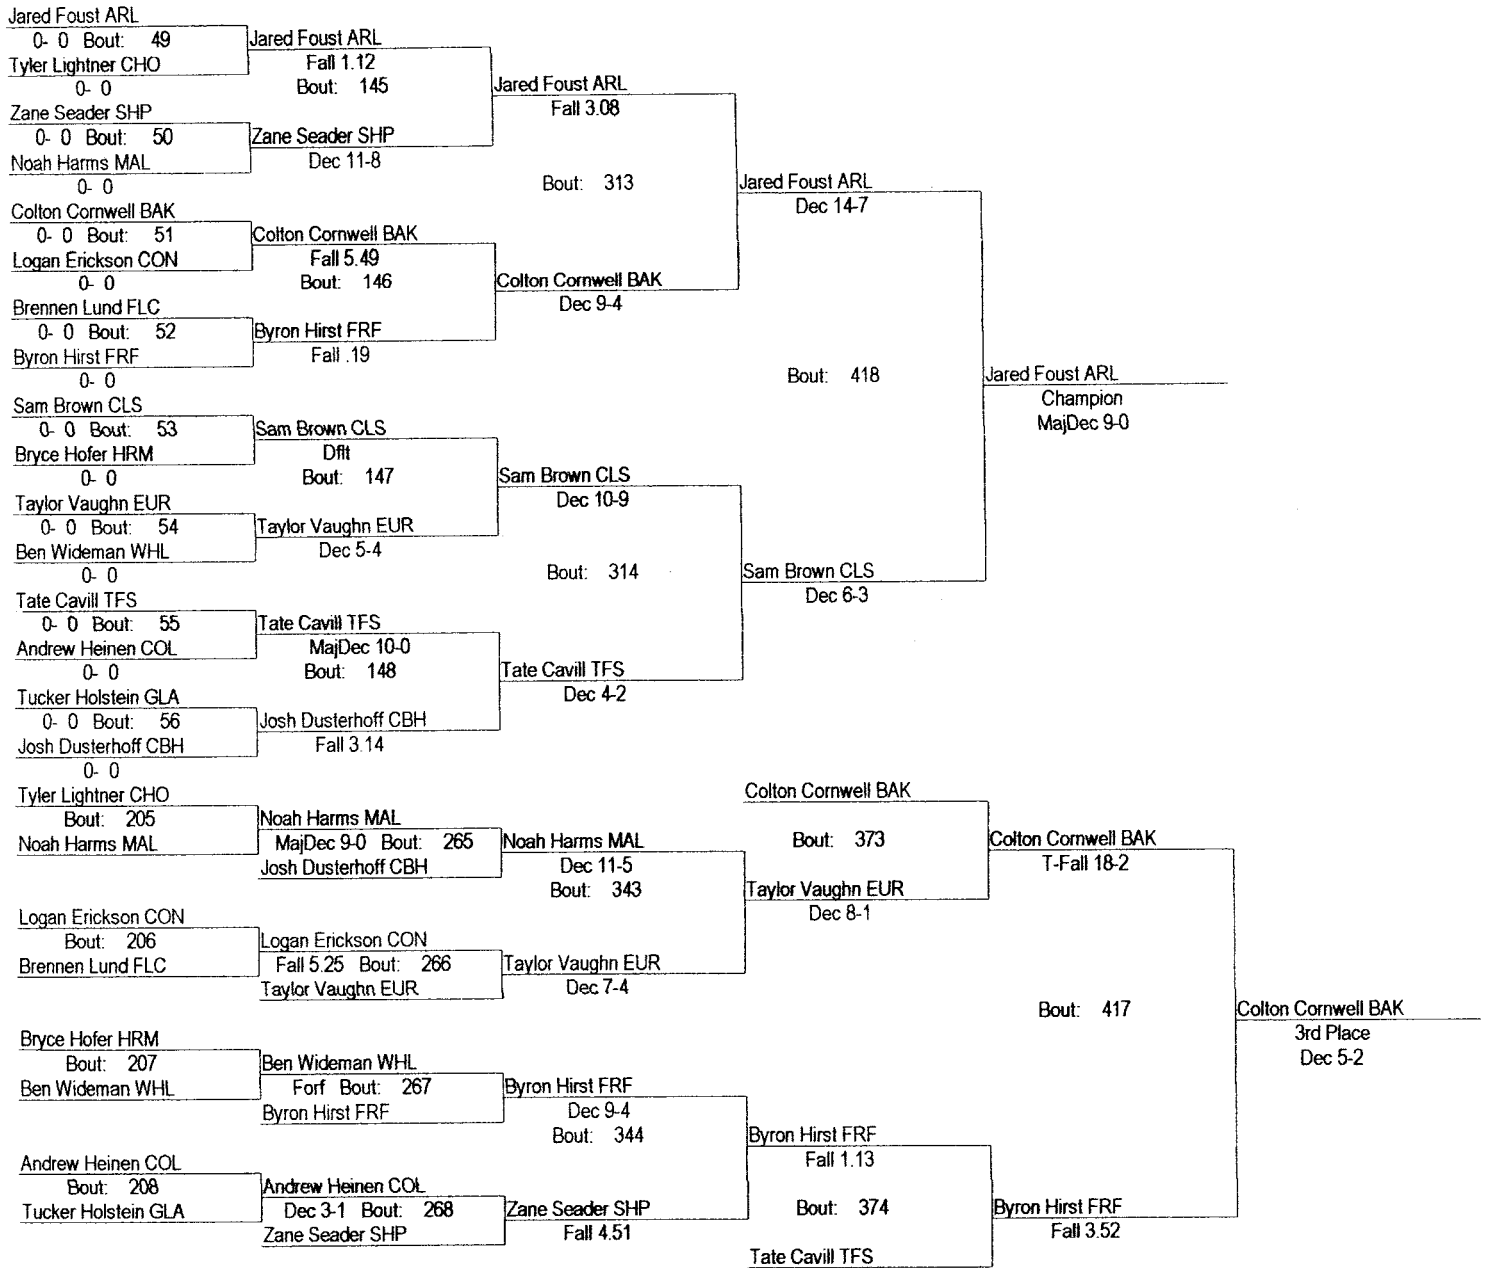 Jared Foust ARL
0- 0 Bout: 49
Tyler Lightner CHO
0- 0
Zane Seader SHP
0- 0 Bout: 50
Noah Harms MAL
0- 0
Colton Cornwell BAK
0- 0 Bout: 51
Logan Erickson CON
0- 0
Brennen Lund FLC
0- 0 Bout: 52
Byron Hirst FRF
0- 0
Sam Brown CLS
0- 0 Bout: 53
Bryce Hofer HRM
0- 0
Taylor Vaughn EUR
0- 0 Bout: 54
Ben Wideman WHL
0- 0
Tate Cavill TFS
0- 0 Bout: 55
Andrew Heinen COL
0- 0
Tucker Holstein GLA
0- 0 Bout: 56
Josh Dusterhoff CBH
0- 0
Jared Foust ARL
Fall 1.12
Bout: 145
Zane Seader SHP
Dec 11-8
Colton Cornwell BAK
Fall 5.49
Bout: 146
Byron Hirst FRF
Fall .19
Sam Brown CLS
Dflt
Bout: 147
Taylor Vaughn EUR
Dec 5-4
Tate Cavill TFS
MajDec 10-0
Bout: 148
Josh Dusterhoff CBH
Fall 3.14
Jared Foust ARL
Fall 3.08
Bout: 313
Colton Cornwell BAK
Dec 9-4
Sam Brown CLS
Dec 10-9
Bout: 314
Tate Cavill TFS
Dec 4-2
Jared Foust ARL
Dec 14-7
Bout: 418
Sam Brown CLS
Dec 6-3
Jared Foust ARL
Champion
MajDec 9-0
Tyler Lightner CHO
Bout: 205
Noah Harms MAL
Logan Erickson CON
Bout: 206
Brennen Lund FLC
Bryce Hofer HRM
Bout: 207
Ben Wideman WHL
Andrew Heinen COL
Bout: 208
Tucker Holstein GLA
Noah Harms MAL
MajDec 9-0 Bout: 265
Josh Dusterhoff CBH
Logan Erickson CON
Fall 5.25 Bout: 266
Taylor Vaughn EUR
Ben Wideman WHL
Forf Bout: 267
Byron Hirst FRF
Andrew Heinen COL
Dec 3-1 Bout: 268
Zane Seader SHP
Noah Harms MAL
Dec 11-5
Bout: 343
Taylor Vaughn EUR
Dec 7-4
Byron Hirst FRF
Dec 9-4
Bout: 344
Zane Seader SHP
Fall 4.51
Colton Cornwell BAK
Bout: 373
Taylor Vaughn EUR
Dec 8-1
Byron Hirst FRF
Fall 1.13
Bout: 374
Tate Cavill TFS
Colton Cornwell BAK
T-Fall 18-2
Bout: 417
Byron Hirst FRF
Fall 3.52
Colton Cornwell BAK
3rd Place
Dec 5-2